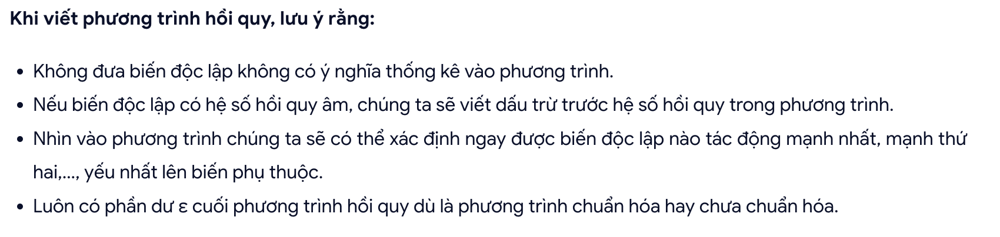 Khi viết phương trình hồi quy, lưu ý rằng:
• Không đưa biến độc lập không có ý nghĩa thống kê vào phương trình.
• Nếu biến độc lập có hệ số hồi quy âm, chúng ta sẽ viết dấu trừ trước hệ số hồi quy trong phương trình.
• Nhìn vào phương trình chúng ta sẽ có thể xác định ngay được biến độc lập nào tác động mạnh nhất, mạnh thứ
hai,..., yếu nhất lên biến phụ thuộc.
• Luôn có phần dư ε cuối phương trình hồi quy dù là phương trình chuẩn hóa hay chưa chuẩn hóa.